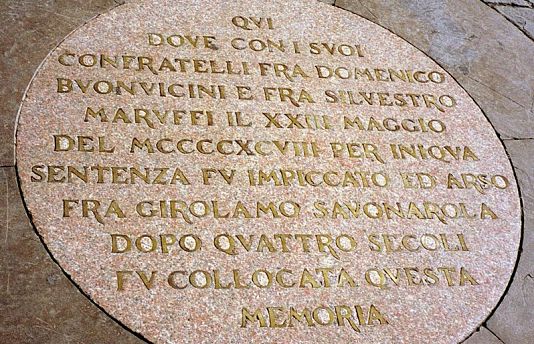 QVI
DOVE CON I SVOI
CONFRATELLI FRA DOMENICO
BVONVICINI E FRA SILVESTRO
MARVFFI IL XXIII MAGGIO
DEL MCCCCXCVIII PER INIQVA
SENTENZA FV IMPICCATO ED ARSO
FRA GIROLAMO SAVONAROLA
DOPO QVATTRO SECOLI
FV COLLOCATA QVESTA
MEMORIA